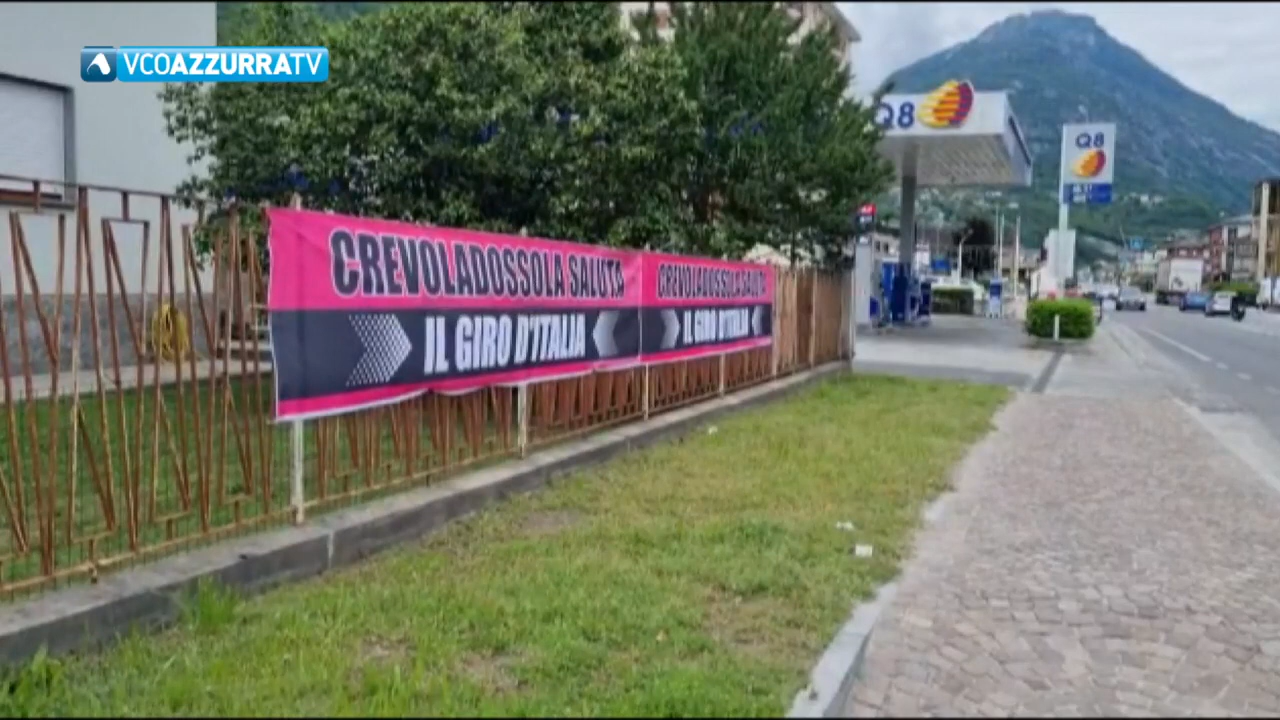 VCOAZZURRATV
Q8
Q8
CREVOLADOSSOLA SALUTA
IL GIRO D'ITALIA
CREVOLADOSSOLA SALUTA
IL GIRO D'ITALIA